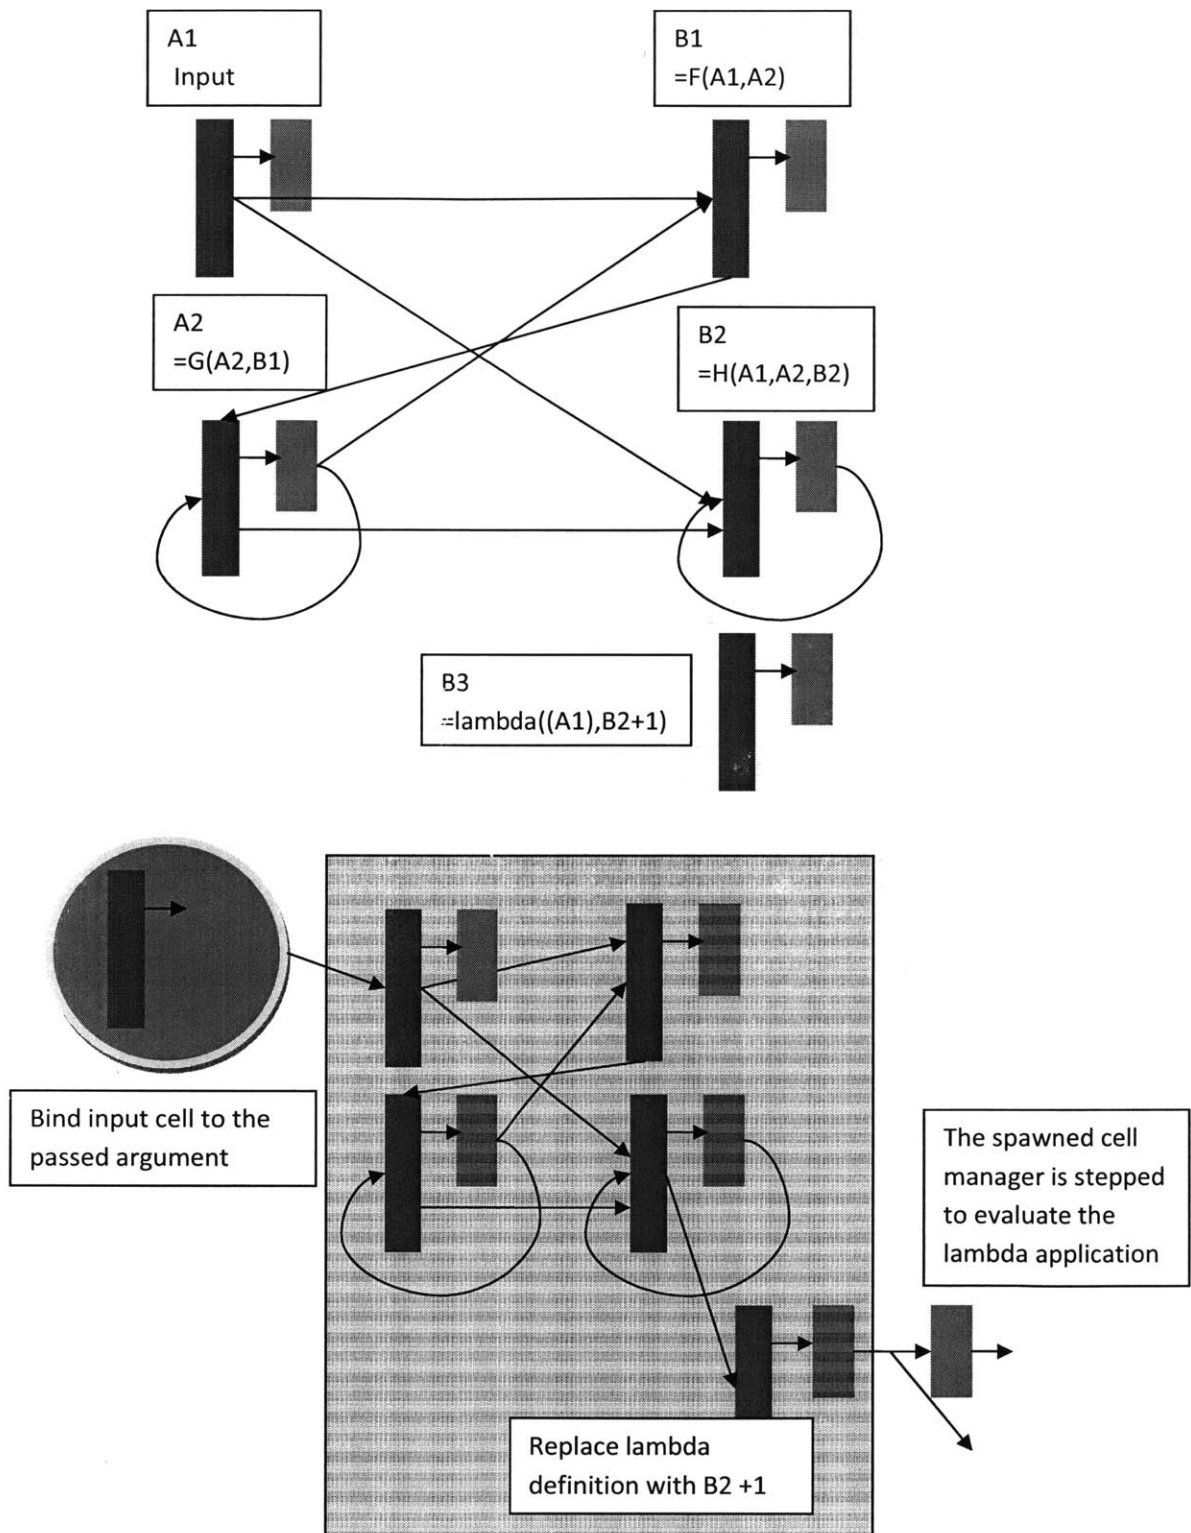 A1
Input
B1
=F(A1,A2)
A2
=G(A2,B1)
B2
=H(A1,A2,B2)
B3
=lambda((A1),B2+1)
Bind input cell to the
passed argument
The spawned cell
manager is stepped
to evaluate the
lambda application
Replace lambda
definition with B2 +1